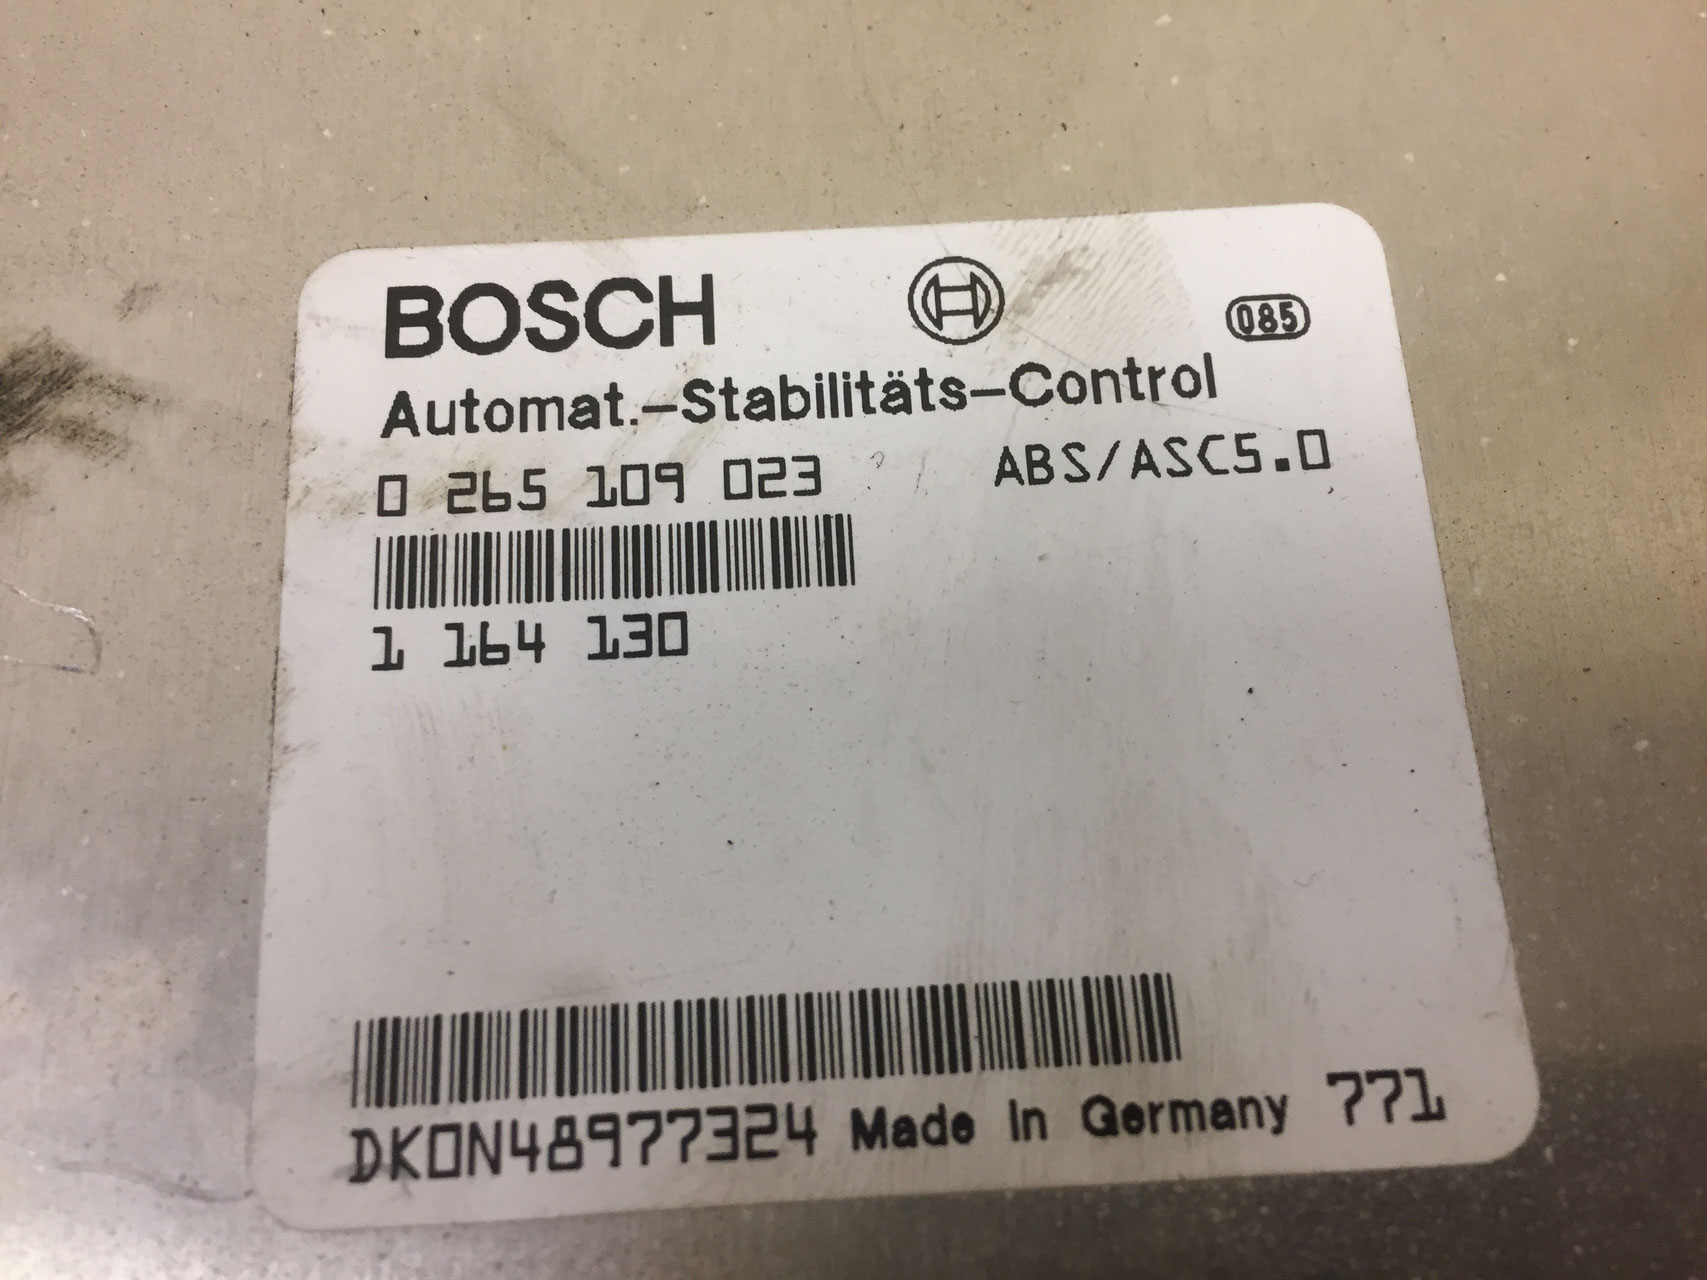 BOSCH
085
Automat.-Stabilitäts-Control
0 265 109 023 ABS/ASC5.0
1 164 130
DK0N48977324 Made In Germany 771